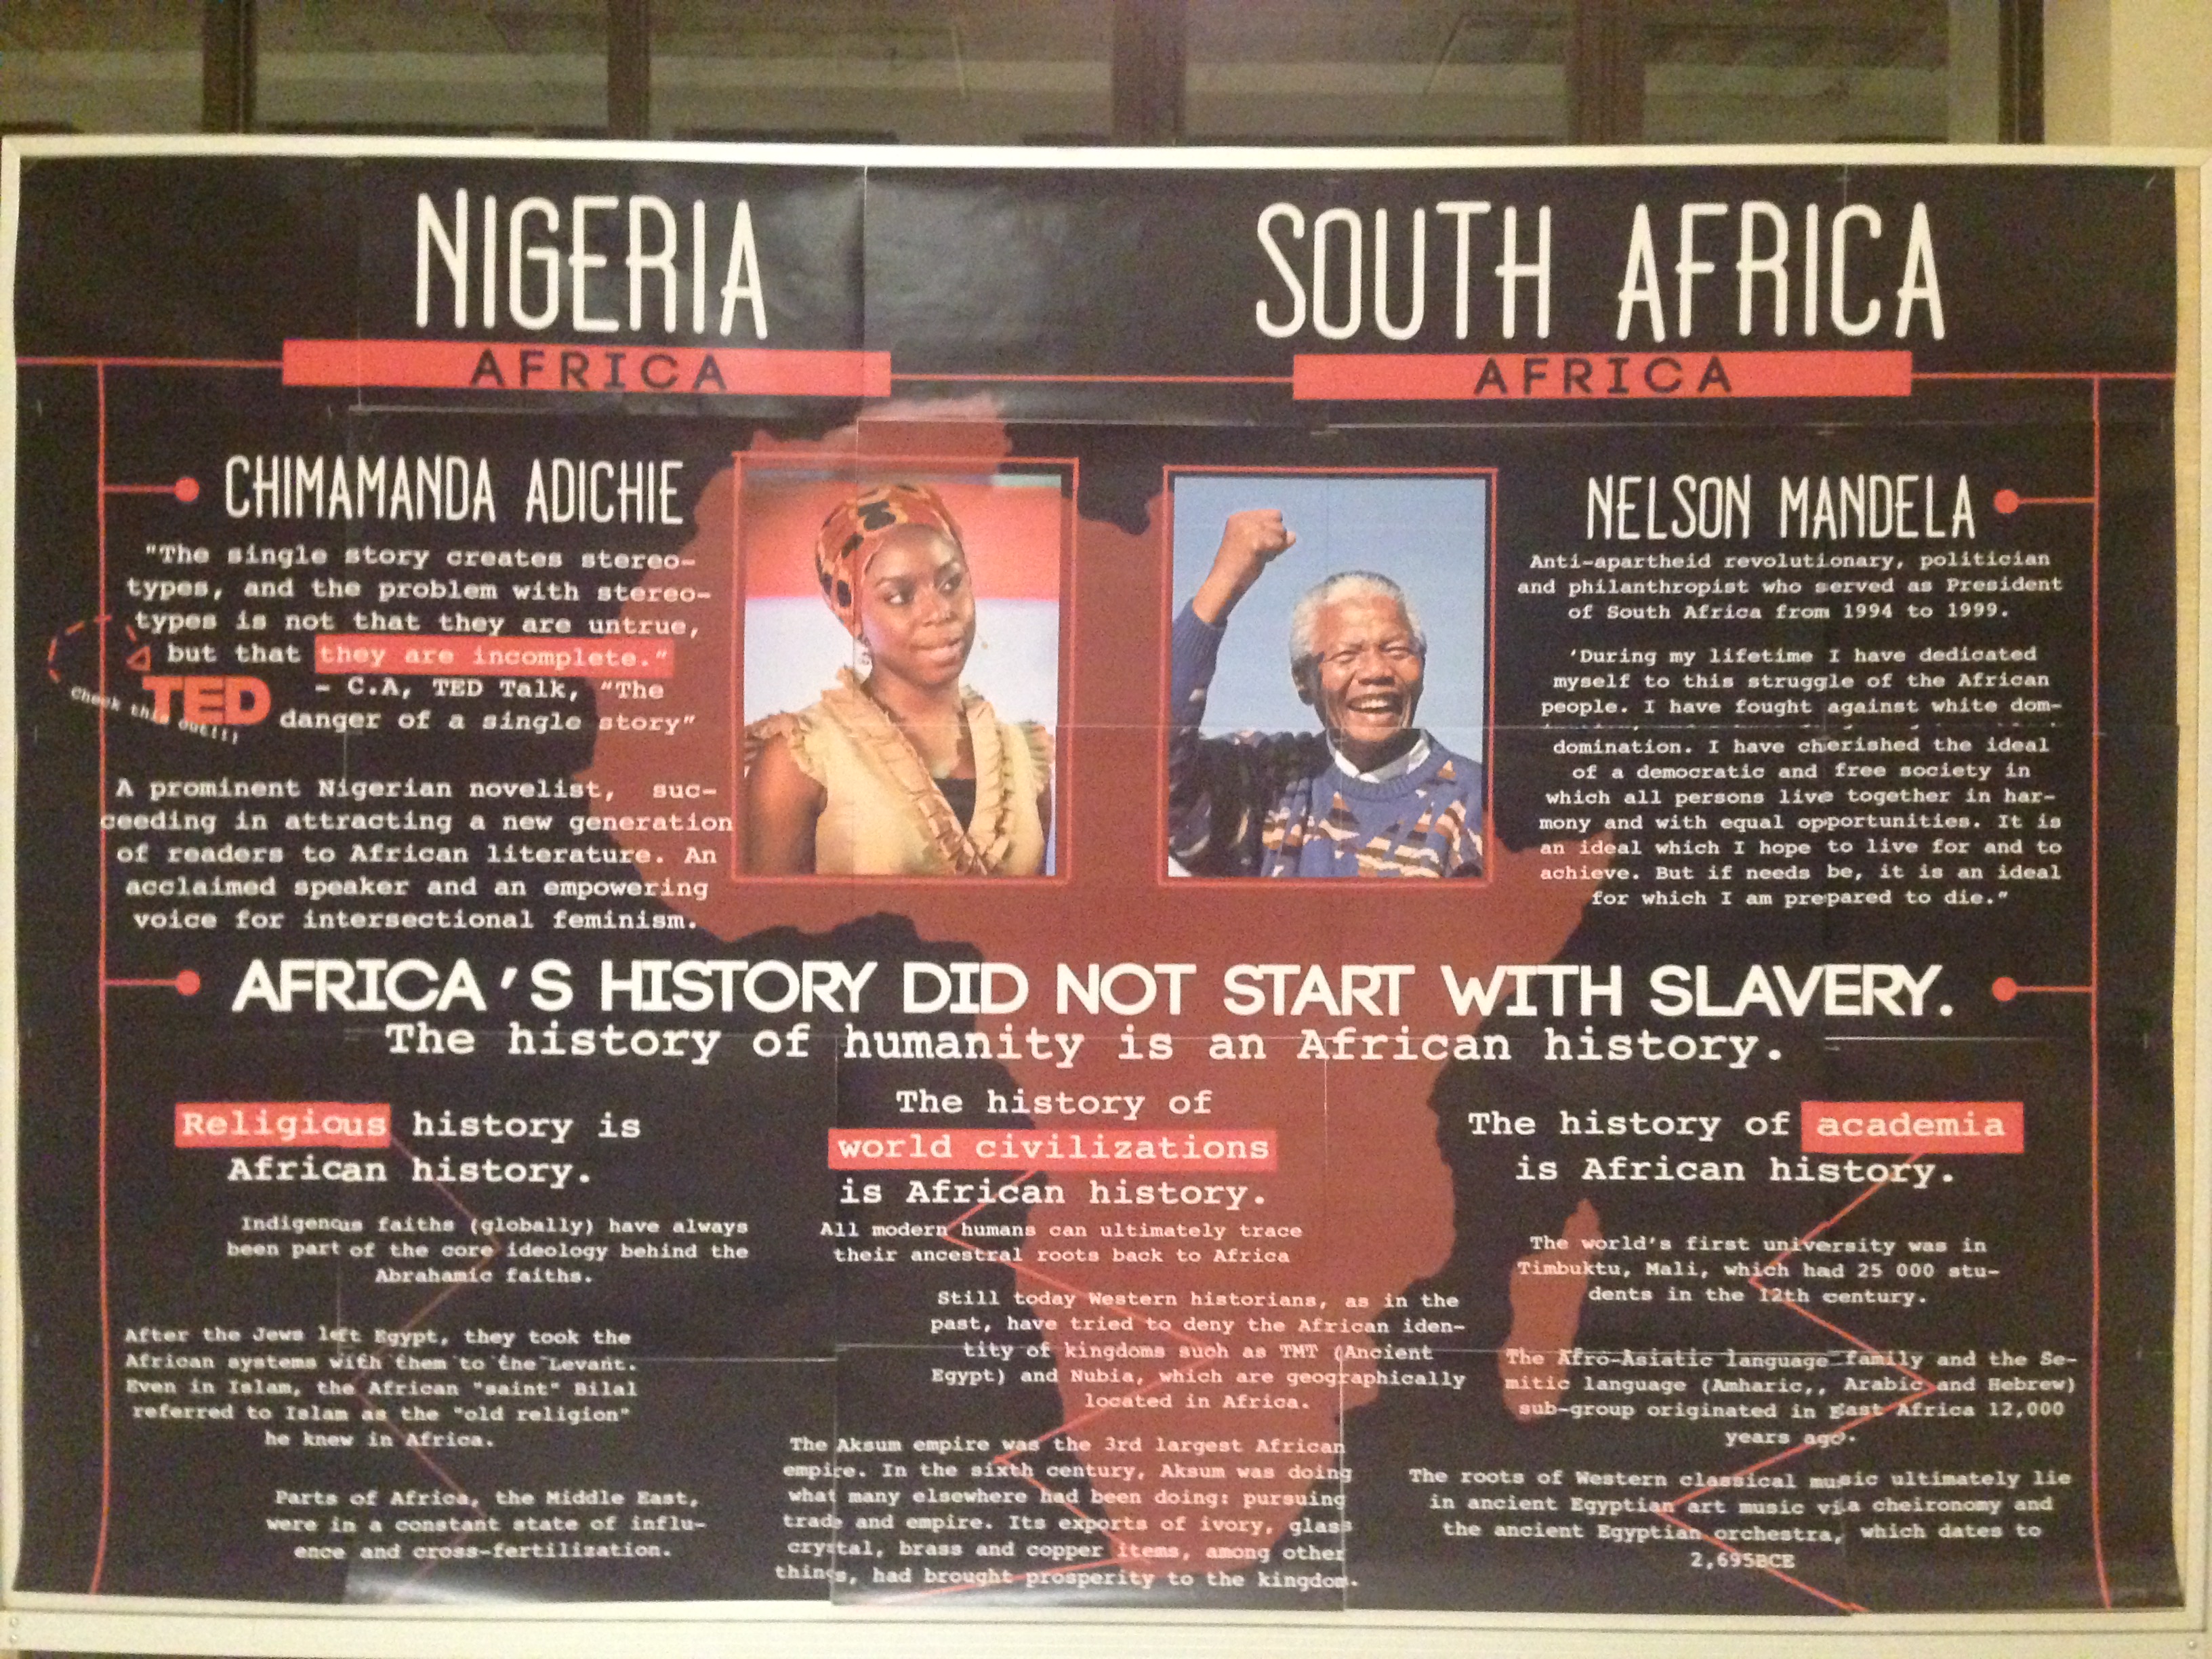 NIGERIA
AFRICA
SOUTH AFRICA
AFRICA
CHIMAMANDA ADICHIE
"The single story creates stereo-
types, and the problem with stereo-
types is not that they are untrue,
but that they are incomplete."
- C.A, TED Talk, "The
danger of a single story"
TED
Check this out!!!
A prominent Nigerian novelist, suc-
ceeding in attracting a new generation
of readers to African literature. An
acclaimed speaker and an empowering
voice for intersectional feminism.
NELSON MANDELA
Anti-apartheid revolutionary, politician
and philanthropist who served as President
of South Africa from 1994 to 1999.
'During my lifetime I have dedicated
myself to this struggle of the African
people. I have fought against white dom-
domination. I have cherished the ideal
of a democratic and free society in
which all persons live together in har-
mony and with equal opportunities. It is
an ideal which I hope to live for and to
achieve. But if needs be, it is an ideal
for which I am prepared to die."
AFRICA'S HISTORY DID NOT START WITH SLAVERY.
The history of humanity is an African history.
Religious history is
African history.
Indigenous faiths (globally) have always
been part of the core ideology behind the
Abrahamic faiths.
After the Jews left Egypt, they took the
African systems with them to the Levant.
Even in Islam, the African "saint" Bilal
referred to Islam as the "old religion"
he knew in Africa.
Parts of Africa, the Middle East,
were in a constant state of influ-
ence and cross-fertilization.
The history of
world civilizations
is African history.
All modern humans can ultimately trace
their ancestral roots back to Africa
Still today Western historians, as in the
past, have tried to deny the African iden-
tity of kingdoms such as TMT (Ancient
Egypt) and Nubia, which are geographically
located in Africa.
The Aksum empire was the 3rd largest African
empire. In the sixth century, Aksum was doing
what many elsewhere had been doing: pursuing
trade and empire. Its exports of ivory, glass
crystal, brass and copper items, among other
things, had brought prosperity to the kingdom.
The history of academia
is African history.
The world's first university was in
Timbuktu, Mali, which had 25 000 stu-
dents in the 12th century.
The Afro-Asiatic language family and the Se-
mitic language (Amharic,, Arabic and Hebrew)
sub-group originated in East Africa 12,000
years ago.
The roots of Western classical music ultimately lie
in ancient Egyptian art music via cheironomy and
the ancient Egyptian orchestra, which dates to
2,695BCE